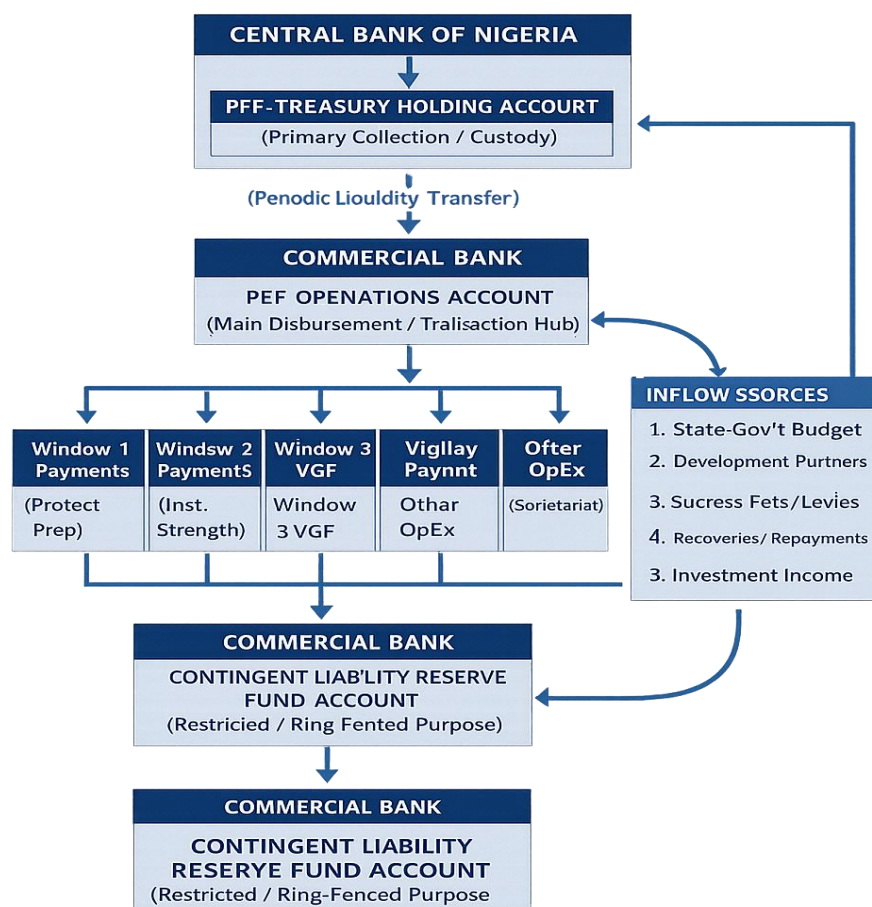 CENTRAL BANK OF NIGERIA
PFF-TREASURY HOLDING ACCOURT
(Primary Collection / Custody)
(Penodic Liouldity Transfer)
COMMERCIAL BANK
PEF OPENATIONS ACCOUNT
(Main Disbursement / Tralisaction Hub)
INFLOW SSORCES
1. State-Gov't Budget
2. Development Purtners
3. Sucress Fets/Levies
4. Recoveries/Repayments
3. Investment Income
Window 1
Payments
(Protect
Prep)
Windsw 2
PaymentS
(Inst.
Strength)
Window 3
VGF
Window
3 VGF
Vigllay
Paynnt
Othar
OpEx
Ofter
OpEx
(Sorietariat)
COMMERCIAL BANK
CONTINGENT LIAB'LITY RESERVE
FUND ACCOUNT
(Restricied / Ring Fented Purpose)
COMMERCIAL BANK
CONTINGENT LIABILITY
RESERYE FUND ACCOUNT
(Restricted / Ring-Fenced Purpose